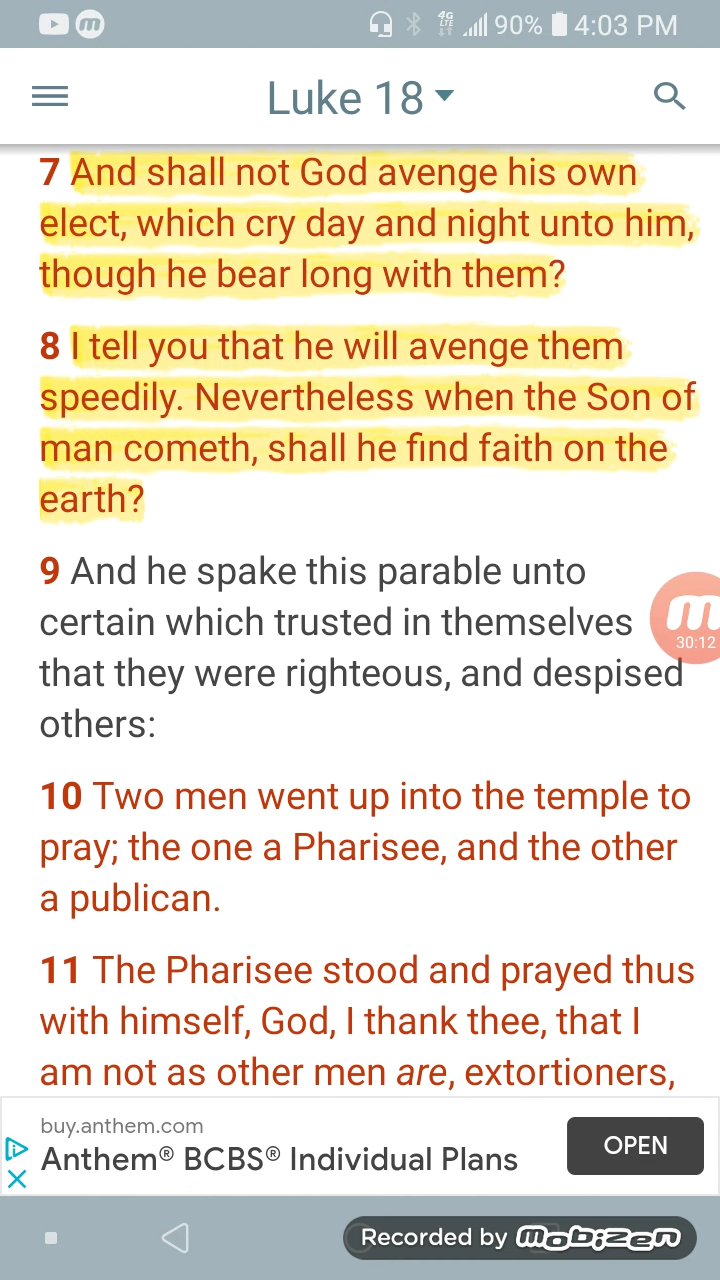 4G
LTE
90% 4:03 PM
Luke 18
7 And shall not God avenge his own
elect, which cry day and night unto him,
though he bear long with them?
8 I tell you that he will avenge them
speedily. Nevertheless when the Son of
man cometh, shall he find faith on the
earth?
9 And he spake this parable unto
certain which trusted in themselves
that they were righteous, and despised
others:
m
30:12
10 Two men went up into the temple to
pray; the one a Pharisee, and the other
a publican.
11 The Pharisee stood and prayed thus
with himself, God, I thank thee, that I
am not as other men are, extortioners,
buy.anthem.com
Anthem® BCBS® Individual Plans
OPEN
Recorded by mobizen